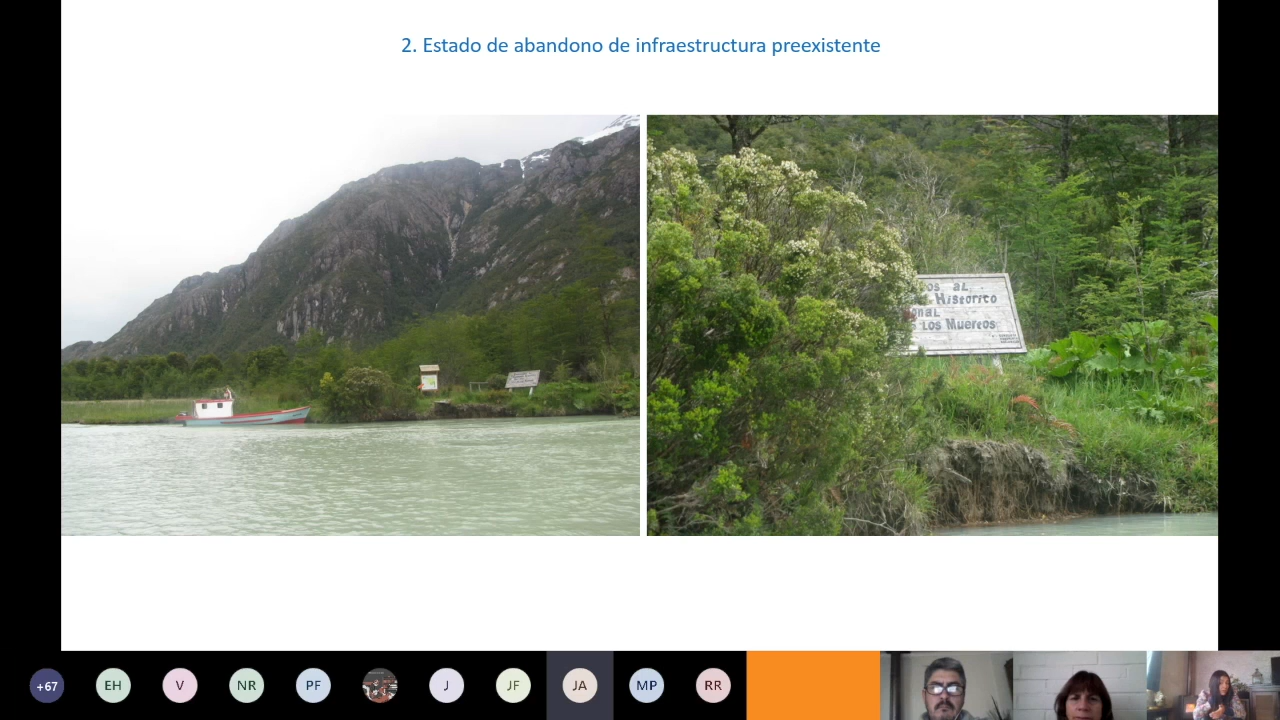 2. Estado de abandono de infraestructura preexistente
os al
Historico
onal
Los Muertos
+67
EH
V
NR
PF
J
JF
JA
MP
RR